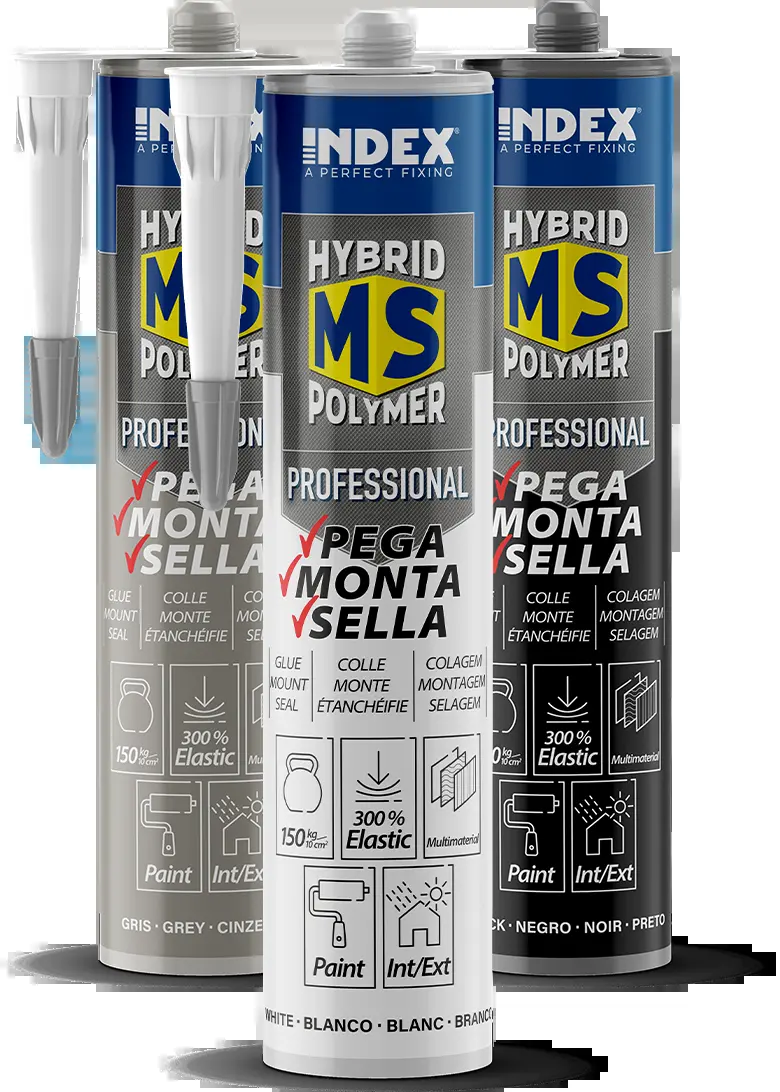 INDEX
A PERFECT FIXING
HYBRID
MS
POLYMER
PROFESSIONAL
PEGA
MONTA
SELLA
GLUE
MOUNT
SEAL
COLLE
MONTE
ÉTANCHÉIFIE
COLAGEM
MONTAGEM
SELAGEM
150 kg/10 cm²
300 %
Elastic
Multimaterial
Paint
Int/Ext
WHITE · BLANCO · BLANC · BRANCO
INDEX
A PERFECT FIXING
HYBRID
MS
POLYMER
PEGA
MONTA
SELLA
GLUE
MOUNT
SEAL
COLLE
MONTE
ÉTANCHÉIFIE
150 kg/10 cm²
300 %
Elastic
Paint
Int/Ext
GRIS · GREY
INDEX
A PERFECT FIXING
HYBRID
MS
POLYMER
PROFESSIONAL
PEGA
MONTA
SELLA
COLLE
MONTE
ÉTANCHÉIFIE
COLAGEM
MONTAGEM
SELAGEM
300 %
Elastic
Multimaterial
Paint
Int/Ext
NEGRO · NOIR · PRETO